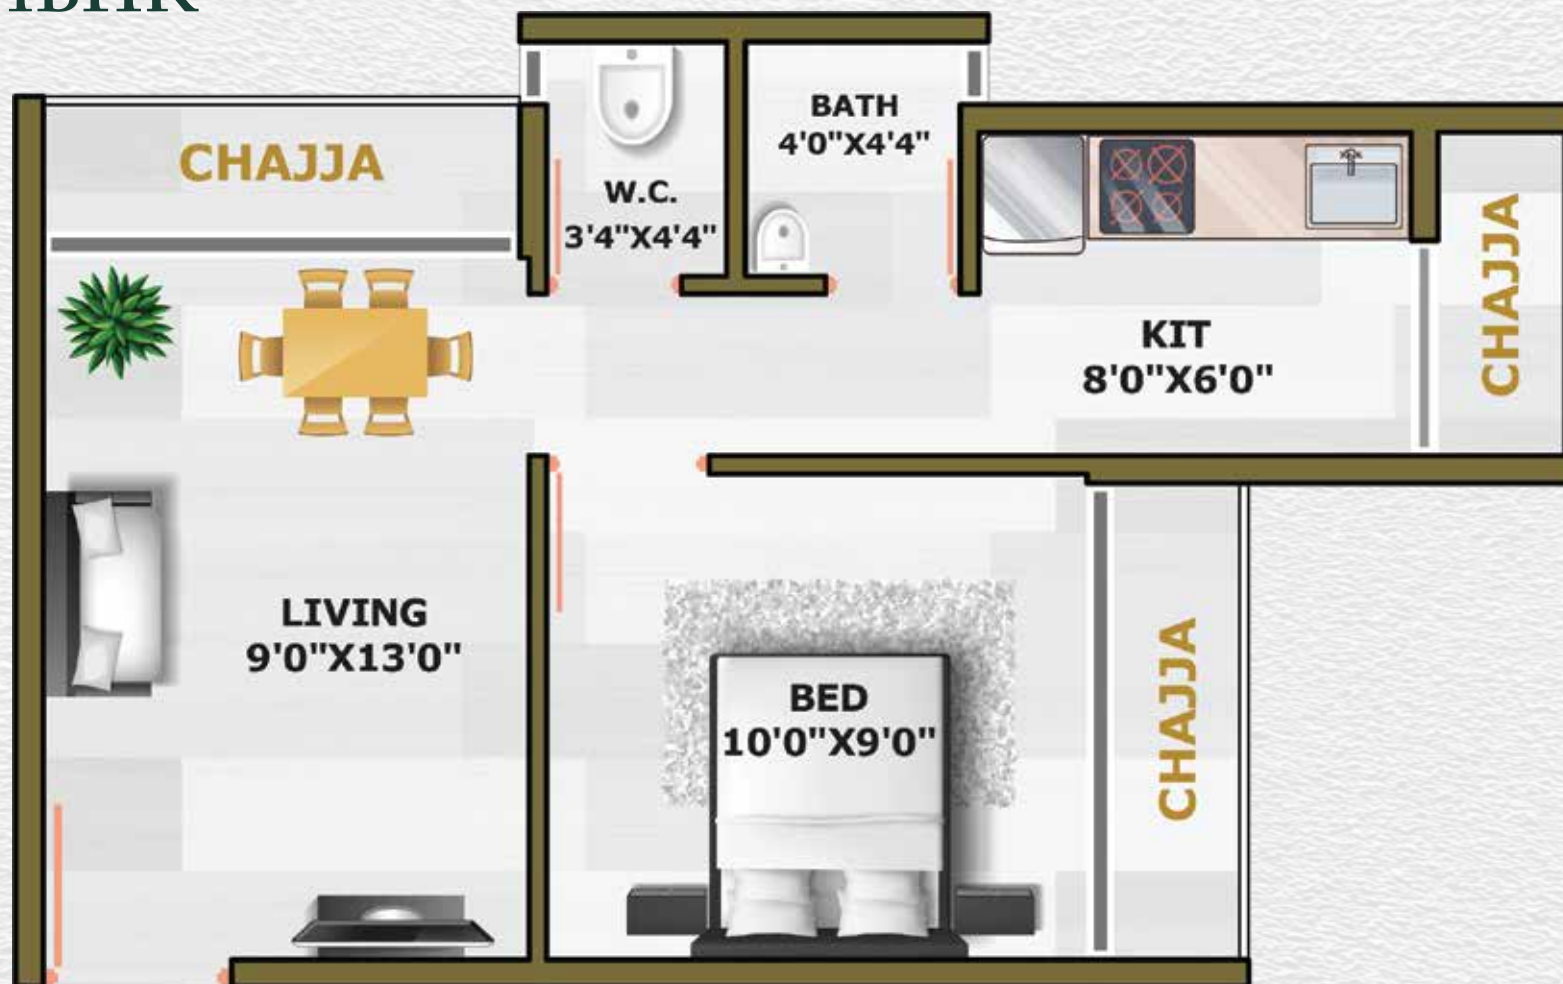 1BHK
CHAJJA
W.C.
3'4"X4'4"
BATH
4'0"X4'4"
KIT
8'0"X6'0"
CHAJJA
LIVING
9'0"X13'0"
BED
10'0"X9'0"
CHAJJA